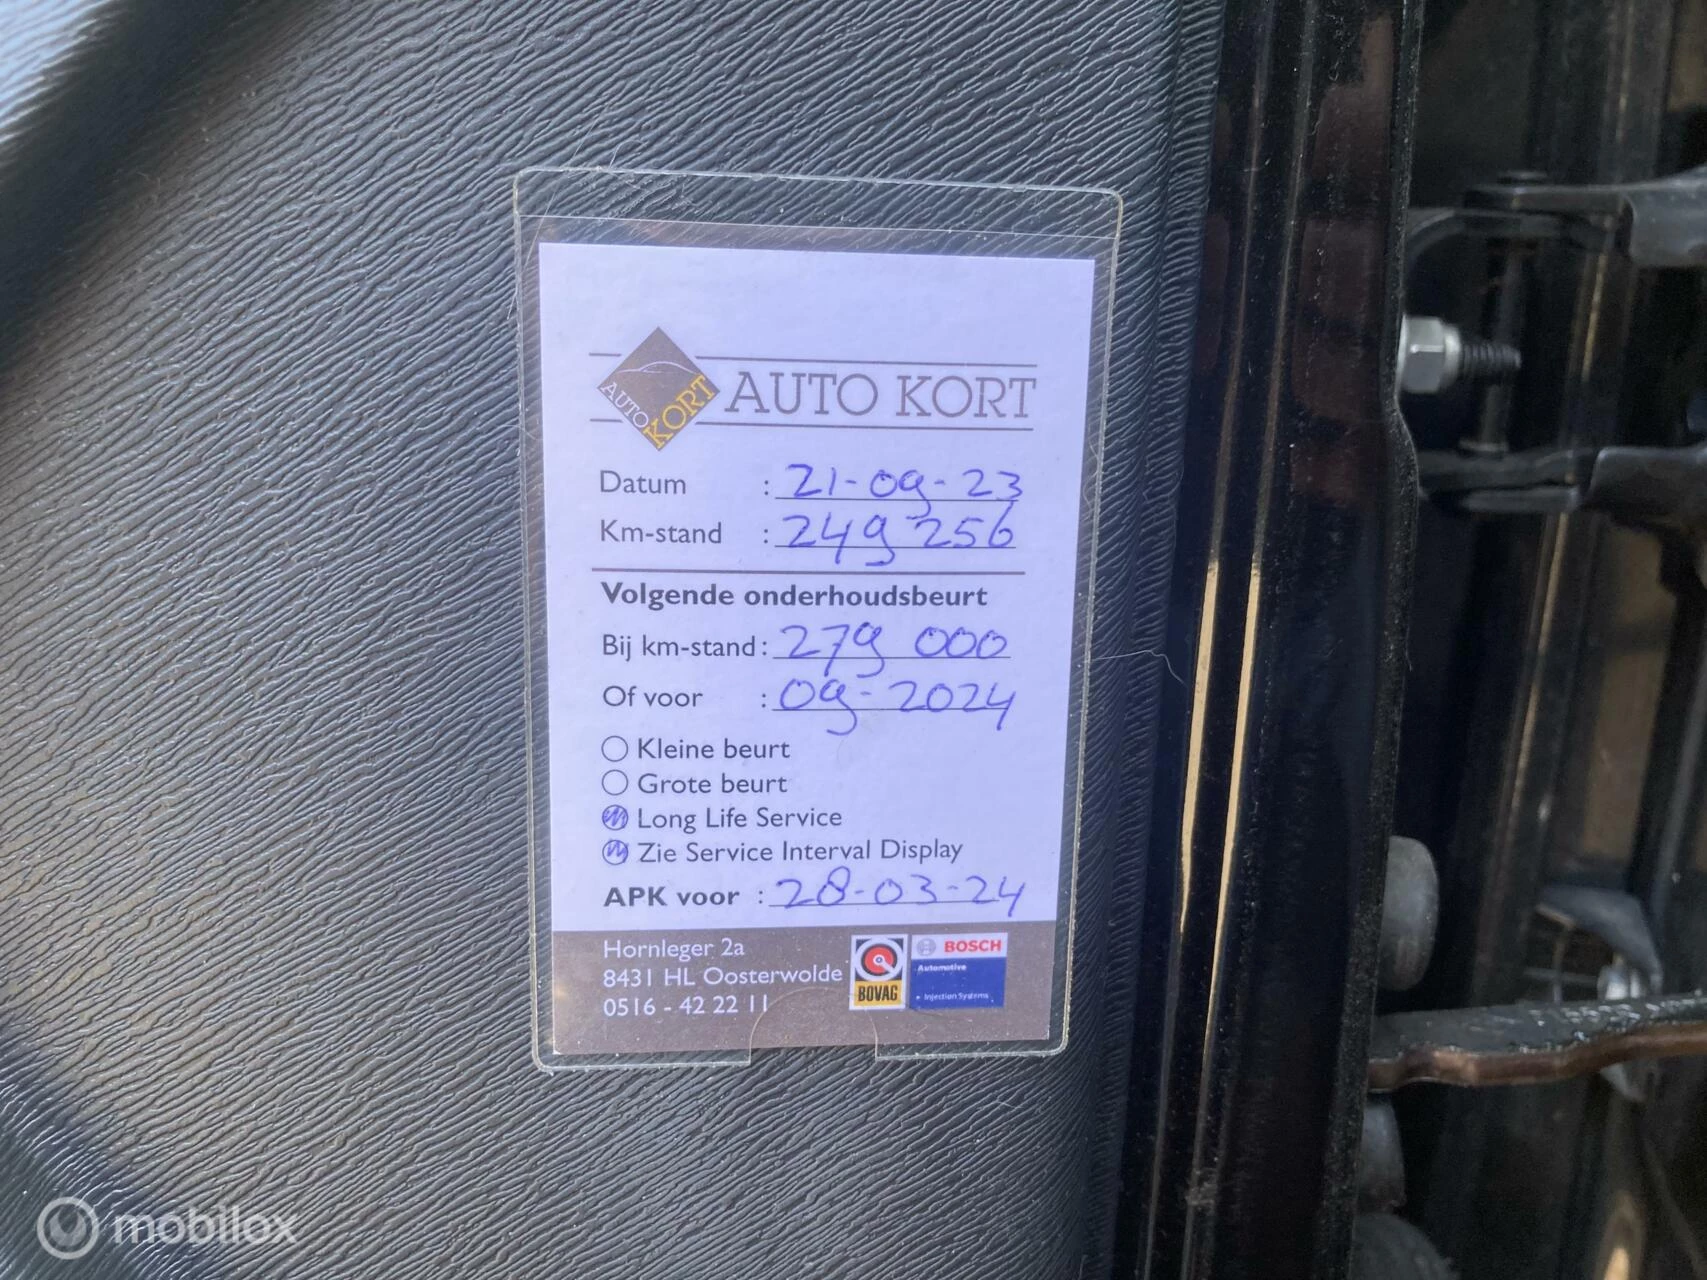 AUTO KORT
AUTO KORT
Datum : 21-09-23
Km-stand : 249 256
Volgende onderhoudsbeurt
Bij km-stand: 279 000
Of voor : 09-2024
Kleine beurt
Grote beurt
Long Life Service
Zie Service Interval Display
APK voor : 28-03-24
Hornleger 2a
8431 HL Oosterwolde
0516 - 42 22 11
BOVAG
BOSCH
Automotive
Injection Systems
mobilox